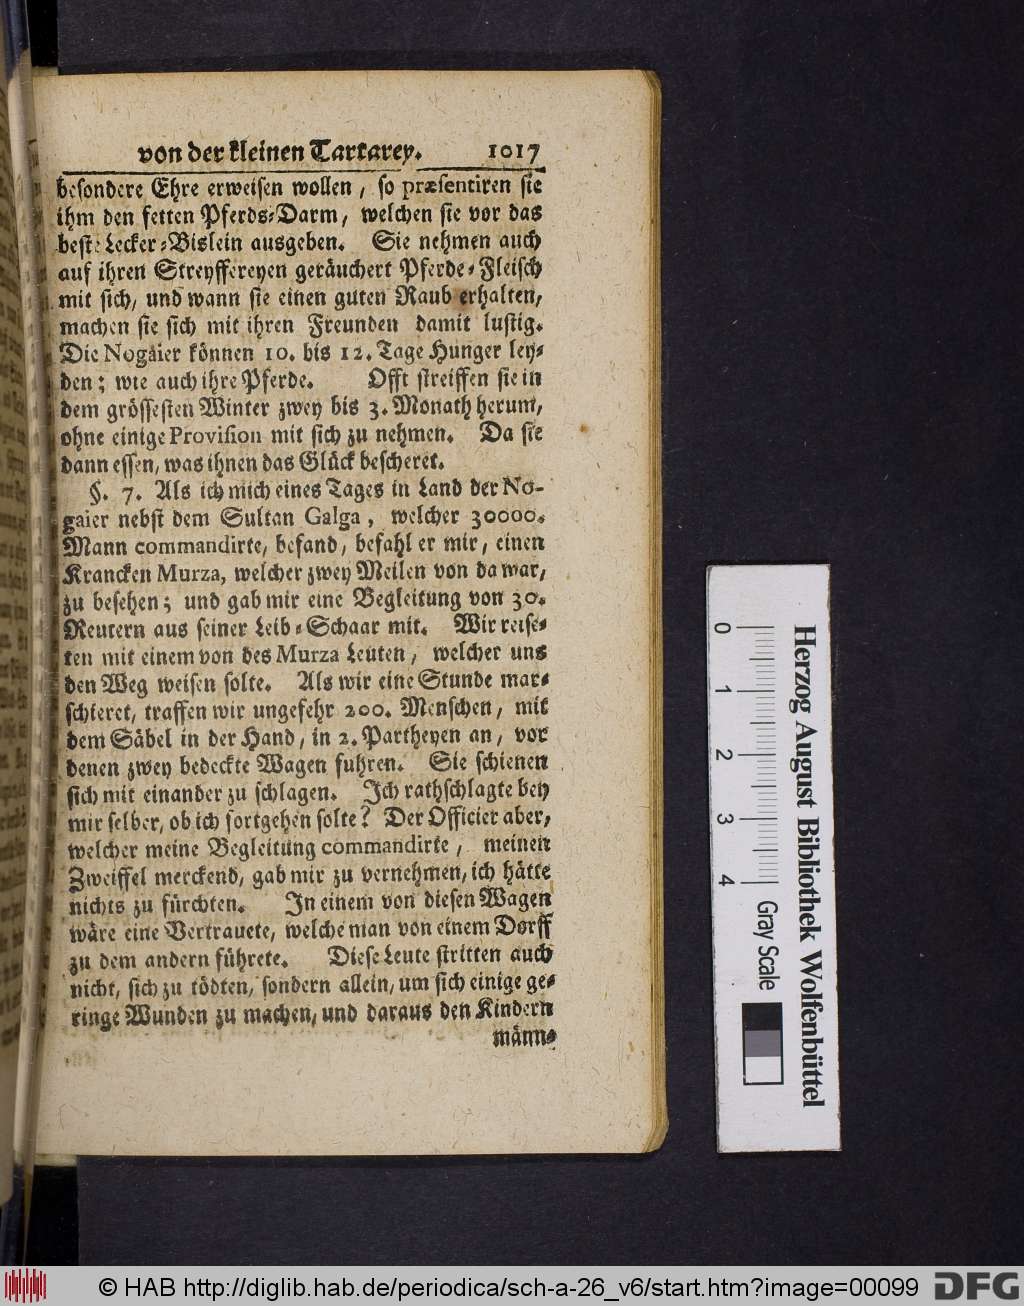 von der kleinen Tartarey. 1017
besondere Ehre erweisen wollen, so præsentiren sie
ihm den fetten Pferds-Darm, welchen sie vor das
beste Lecker-Bislein ausgeben. Sie nehmen auch
auf ihren Streyffereyen geräuchert Pferde-Fleisch
mit sich, und wann sie einen guten Raub erhalten,
machen sie sich mit ihren Freunden damit lustig.
Die Nogaier können 10. bis 12. Tage Hunger ley-
den; wie auch ihre Pferde. Offt streiffen sie in
dem grössesten Winter zwey bis 3. Monath herum,
ohne einige Provision mit sich zu nehmen. Da sie
dann essen, was ihnen das Glück bescheret.
§. 7. Als ich mich eines Tages in Land der No-
gaier nebst dem Sultan Galga, welcher 30000.
Mann commandirte, befand, befahl er mir, einen
Krancken Murza, welcher zwey Meilen von da war,
zu besehen; und gab mir eine Begleitung von 30.
Reutern aus seiner Leib-Schaar mit. Wir reise-
ten mit einem von des Murza Leuten, welcher uns
den Weg weisen solte. Als wir eine Stunde mar-
schieret, traffen wir ungefehr 200. Menschen, mit
dem Säbel in der Hand, in 2. Partheyen an, vor
denen zwey bedeckte Wagen fuhren. Sie schienen
sich mit einander zu schlagen. Ich rathschlagte bey
mir selber, ob ich fortgehen solte? Der Officier aber,
welcher meine Begleitung commandirte, meinen
Zweiffel merckend, gab mir zu vernehmen, ich hätte
nichts zu fürchten. In einem von diesen Wagen
wäre eine Vertrauete, welche man von einem Dorff
zu dem andern führete. Diese Leute stritten auch
nicht, sich zu tödten, sondern allein, um sich einige ge-
ringe Wunden zu machen, und daraus den Kindern
männ-
Herzog August Bibliothek Wolfenbüttel
0 1 2 3 4 Gray Scale
© HAB http://diglib.hab.de/periodica/sch-a-26_v6/start.htm?image=00099
DFG